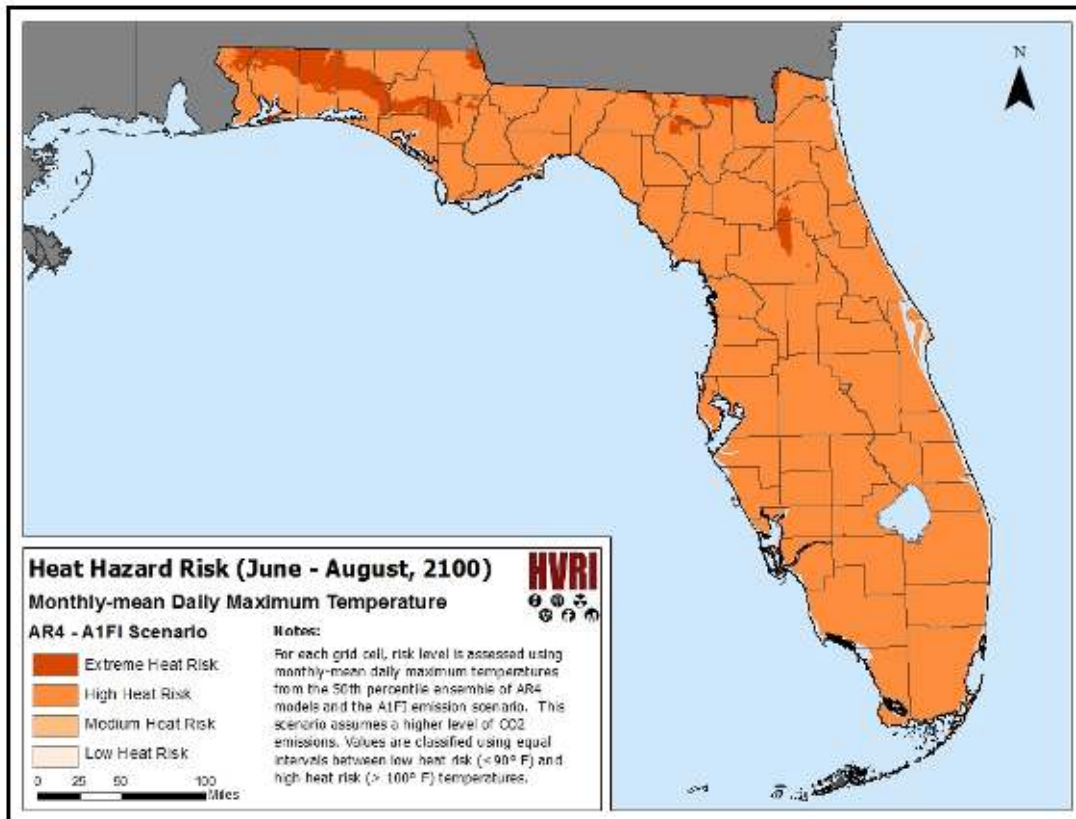 N
Heat Hazard Risk (June - August, 2100)
HVRI
Monthly-mean Daily Maximum Temperature
AR4 - A1FI Scenario
Extreme Heat Risk
High Heat Risk
Medium Heat Risk
Low Heat Risk
0 25 50 100
Miles
Notes:
For each grid cell, risk level is assessed using
monthly-mean daily maximum temperatures
from the 50th percentile ensemble of AR4
models and the A1FI emission scenario. This
scenario assumes a higher level of CO2
emissions. Values are classified using equal
intervals between low heat risk (<90° F) and
high heat risk (> 100° F) temperatures.